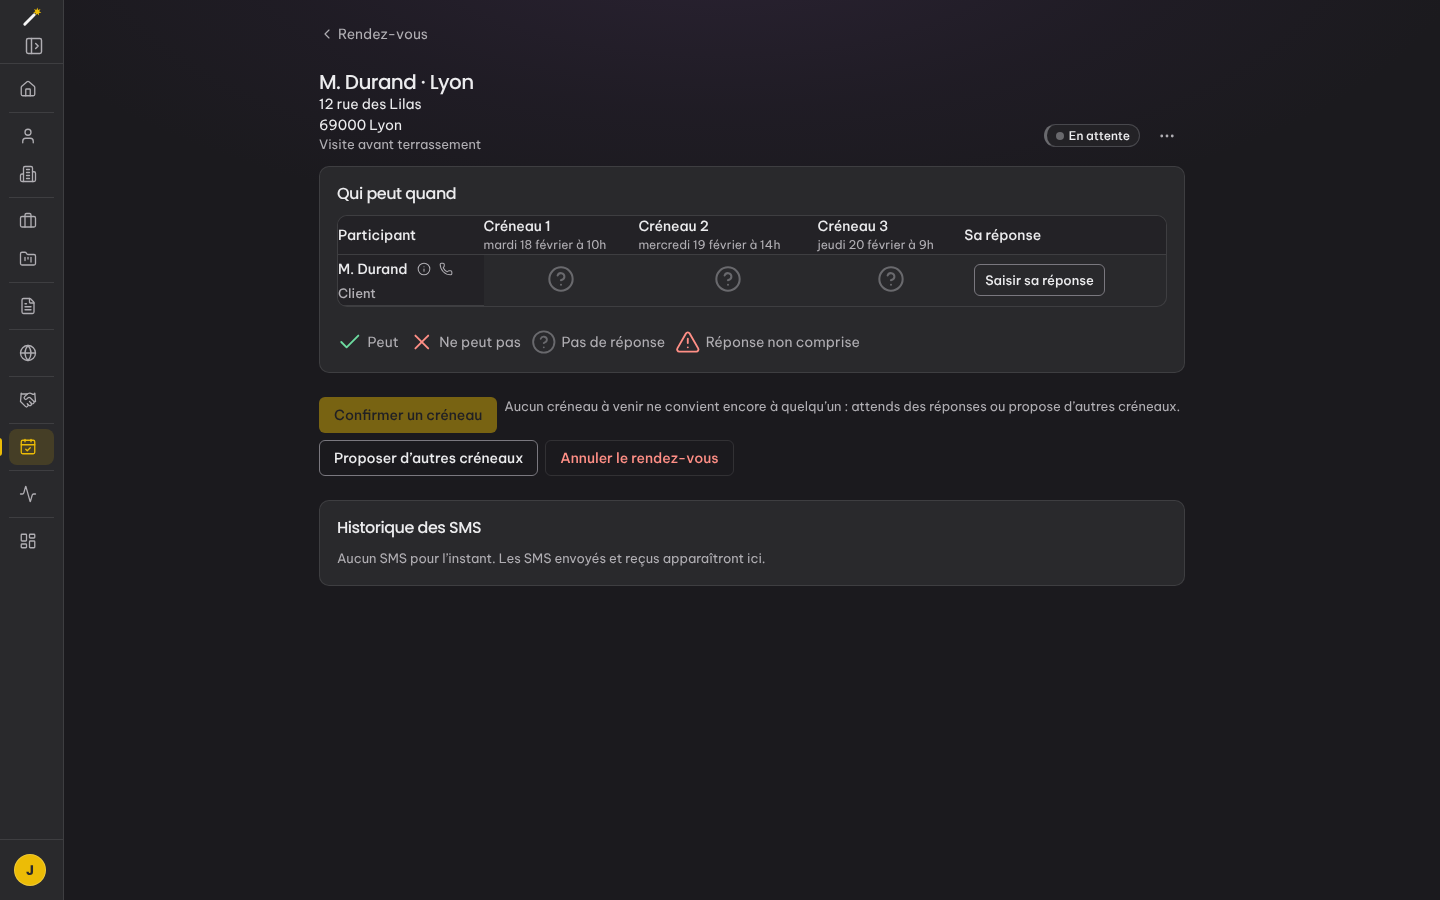 Rendez-vous
M. Durand · Lyon
12 rue des Lilas
69000 Lyon
Visite avant terrassement
En attente
Qui peut quand
Participant
Créneau 1
mardi 18 février à 10h
Créneau 2
mercredi 19 février à 14h
Créneau 3
jeudi 20 février à 9h
Sa réponse
M. Durand
Client
Saisir sa réponse
Peut
Ne peut pas
Pas de réponse
Réponse non comprise
Confirmer un créneau
Aucun créneau à venir ne convient encore à quelqu’un : attends des réponses ou propose d’autres créneaux.
Proposer d’autres créneaux
Annuler le rendez-vous
Historique des SMS
Aucun SMS pour l’instant. Les SMS envoyés et reçus apparaîtront ici.
J